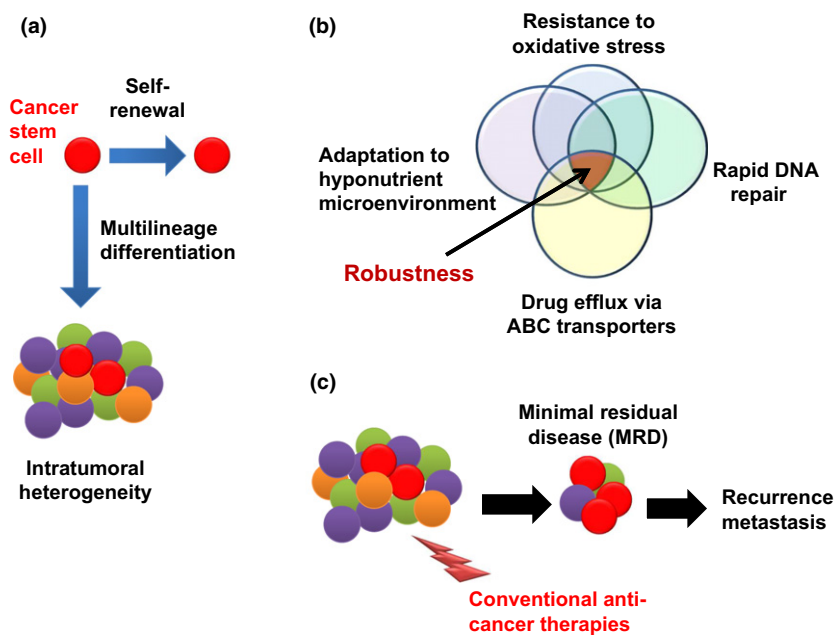 (a)
Self-
renewal
Cancer
stem
cell
Multilineage
differentiation
Intratumoral
heterogeneity
(b)
Resistance to
oxidative stress
Adaptation to
hyponutrient
microenvironment
Rapid DNA
repair
Robustness
Drug efflux via
ABC transporters
(c)
Minimal residual
disease (MRD)
Recurrence
metastasis
Conventional anti-
cancer therapies